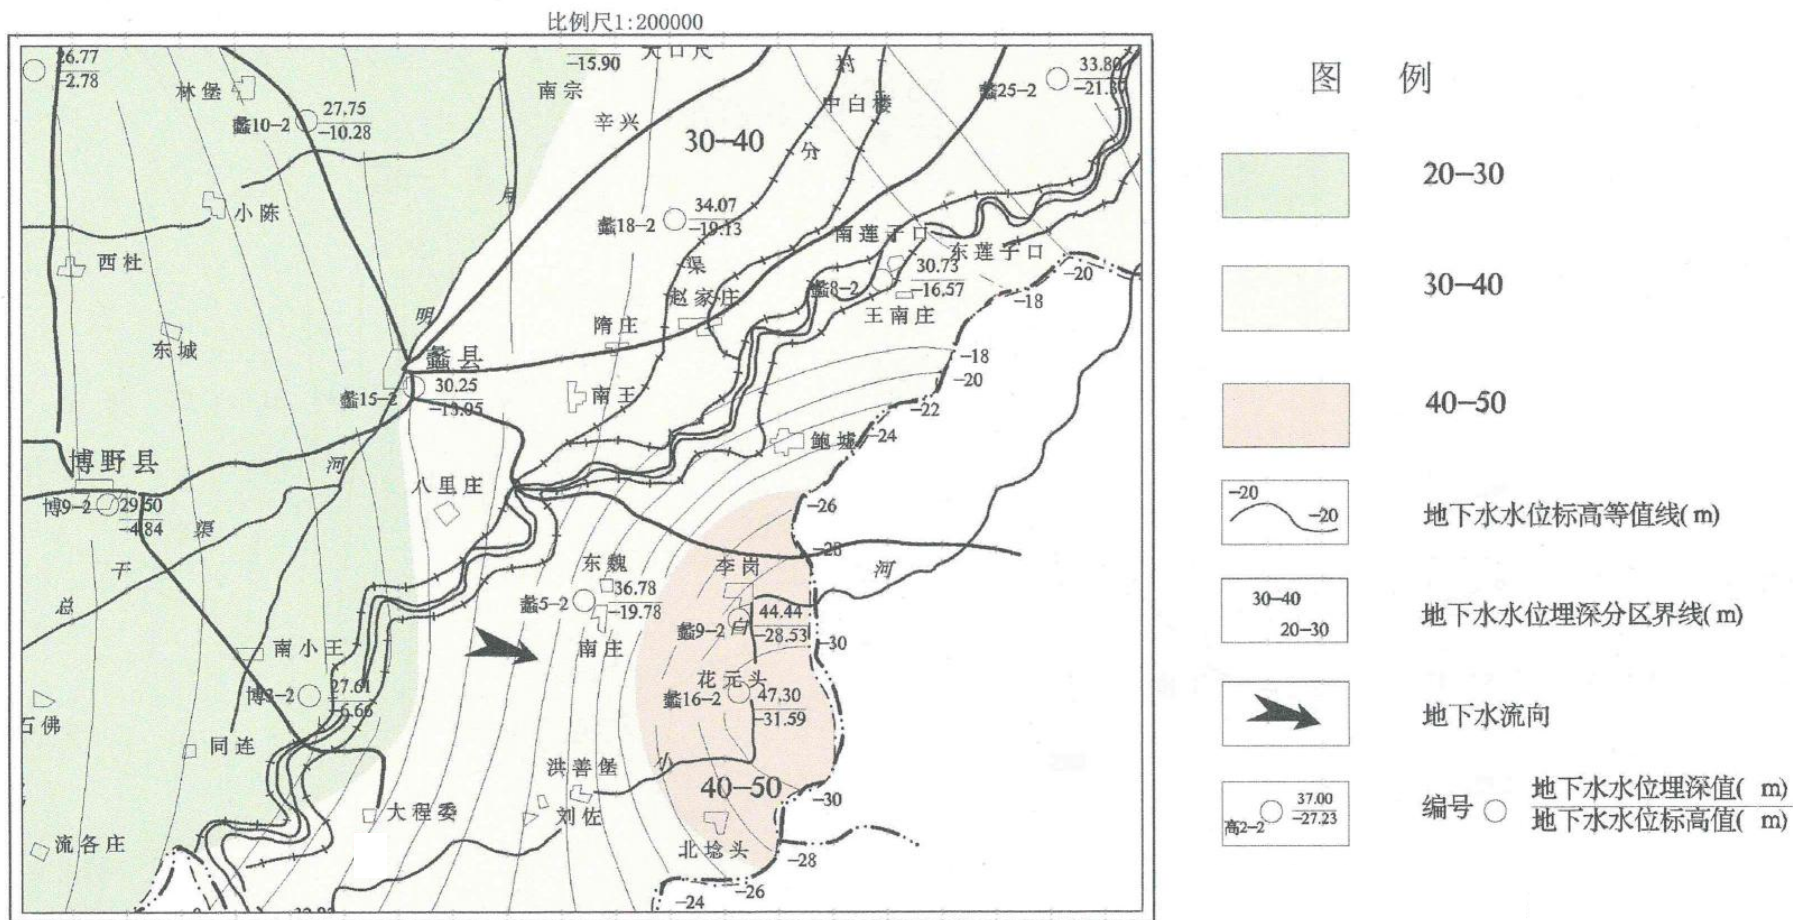 比例尺1:200000
26.77
-2.78
林堡
蠡10-2
27.75
-10.28
南宗
-15.90
辛兴
30-40
中白楼
分
蠡25-2
33.80
小陈
月
蠡18-2
34.07
-19.13
渠
南莲子口
东莲子口
-20
西杜
赵家庄
蠡8-2
30.73
-16.57
-18
王南庄
明
隋庄
东城
蠡县
-18
-20
蠡15-2
30.25
-13.05
南王
-22
鲍墟
-24
博野县
河
八里庄
-26
博9-2
29.50
-4.84
渠
干
总
-28
东魏
李岗
河
蠡5-2
36.78
-19.78
蠡9-2
白
44.44
-28.53
南小王
南庄
-30
花元头
博3-2
27.61
-6.66
蠡16-2
47.30
-31.59
石佛
同连
洪善堡
小
40-50
-30
大程委
刘佐
流各庄
北埝头
-28
-26
-24
图 例
20-30
30-40
40-50
-20
-20
地下水水位标高等值线(m)
30-40
20-30
地下水水位埋深分区界线(m)
地下水流向
高2-2
37.00
-27.23
编号
地下水水位埋深值( m)
地下水水位标高值( m)